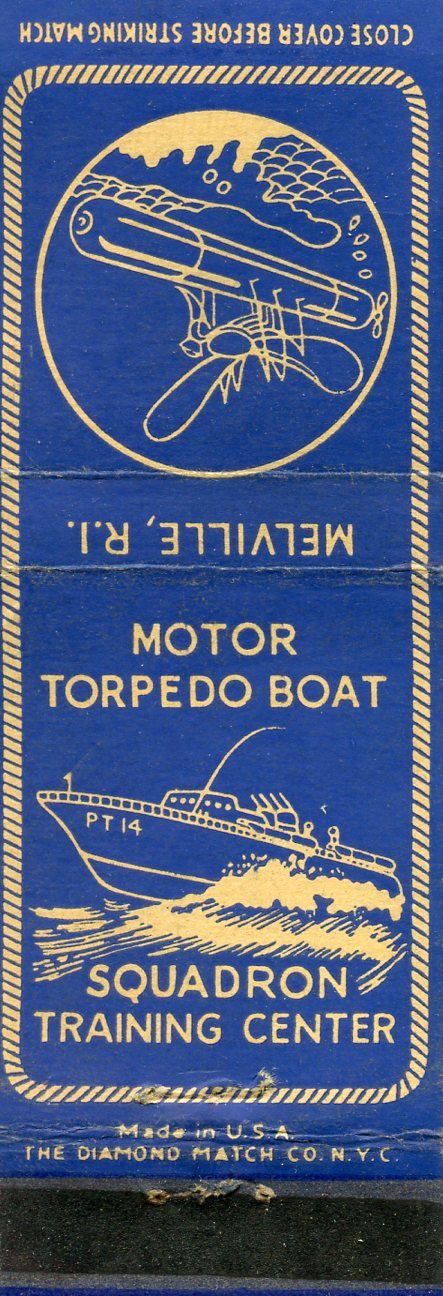 CLOSE COVER BEFORE STRIKING MATCH
MELVILLE, R.I.
MOTOR
TORPEDO BOAT
PT 14
SQUADRON
TRAINING CENTER
Made in U.S.A.
THE DIAMOND MATCH CO. N.Y.C.